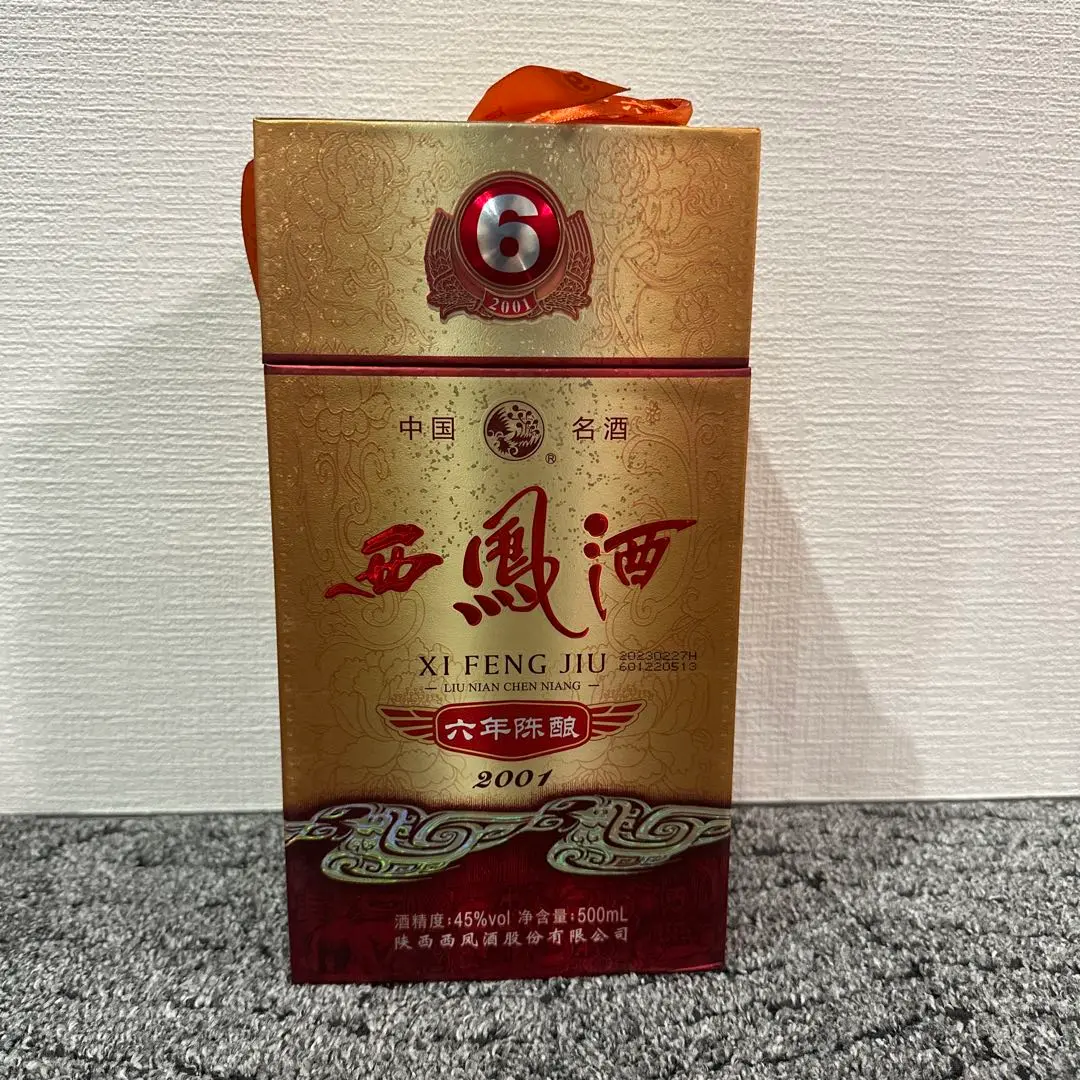 6
2001
中国 名酒
®
西鳳酒
XI FENG JIU
20230227H
601220513
LIU NIAN CHEN NIANG
六年陈酿
2001
酒精度:45%vol 净含量:500mL
陕西西凤酒股份有限公司